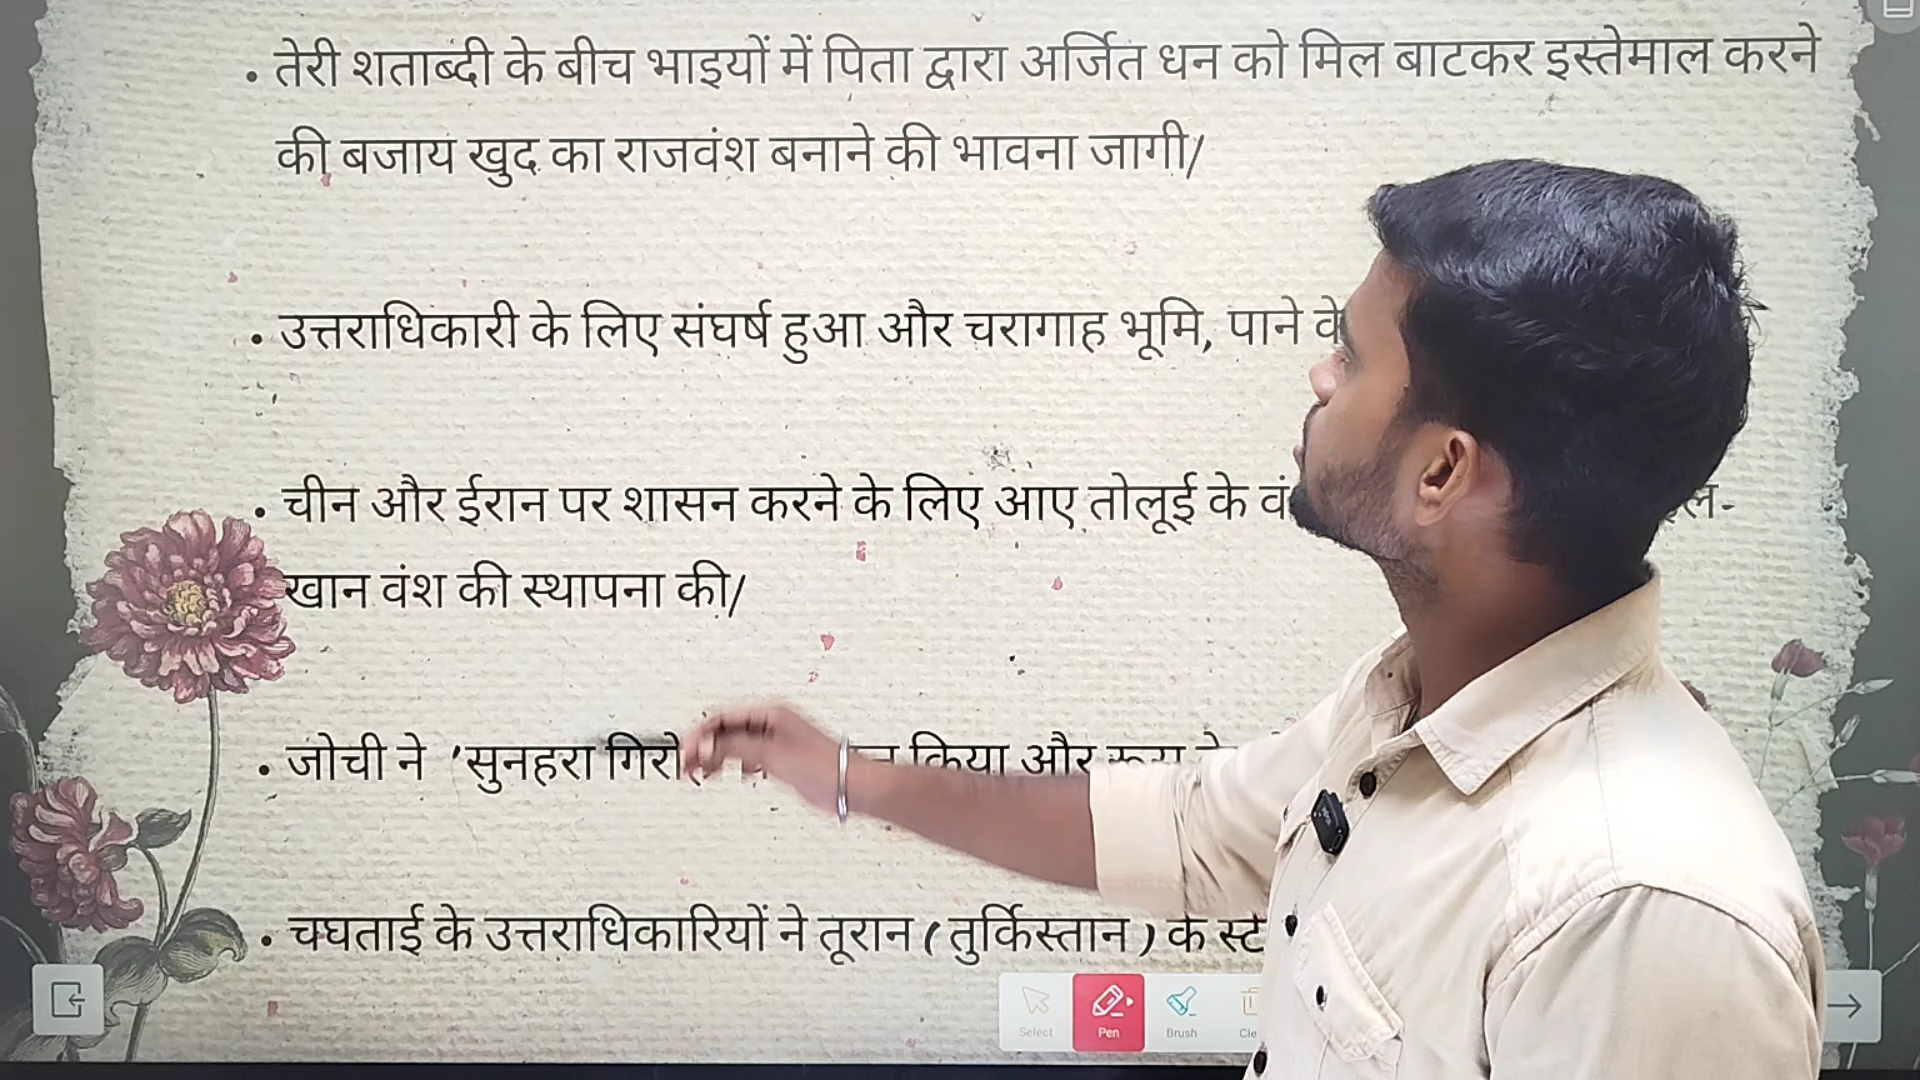 • तेरी शताब्दी के बीच भाइयों में पिता द्वारा अर्जित धन को मिल बाटकर इस्तेमाल करने
की बजाय खुद का राजवंश बनाने की भावना जागी/
• उत्तराधिकारी के लिए संघर्ष हुआ और चरागाह भूमि, पाने के
• चीन और ईरान पर शासन करने के लिए आए तोलूई के
खान वंश की स्थापना की/
• जोची ने 'सुनहरा किया और
• चघताई के उत्तराधिकारियों ने तूरान ( तुर्किस्तान ) के
Select Pen Brush